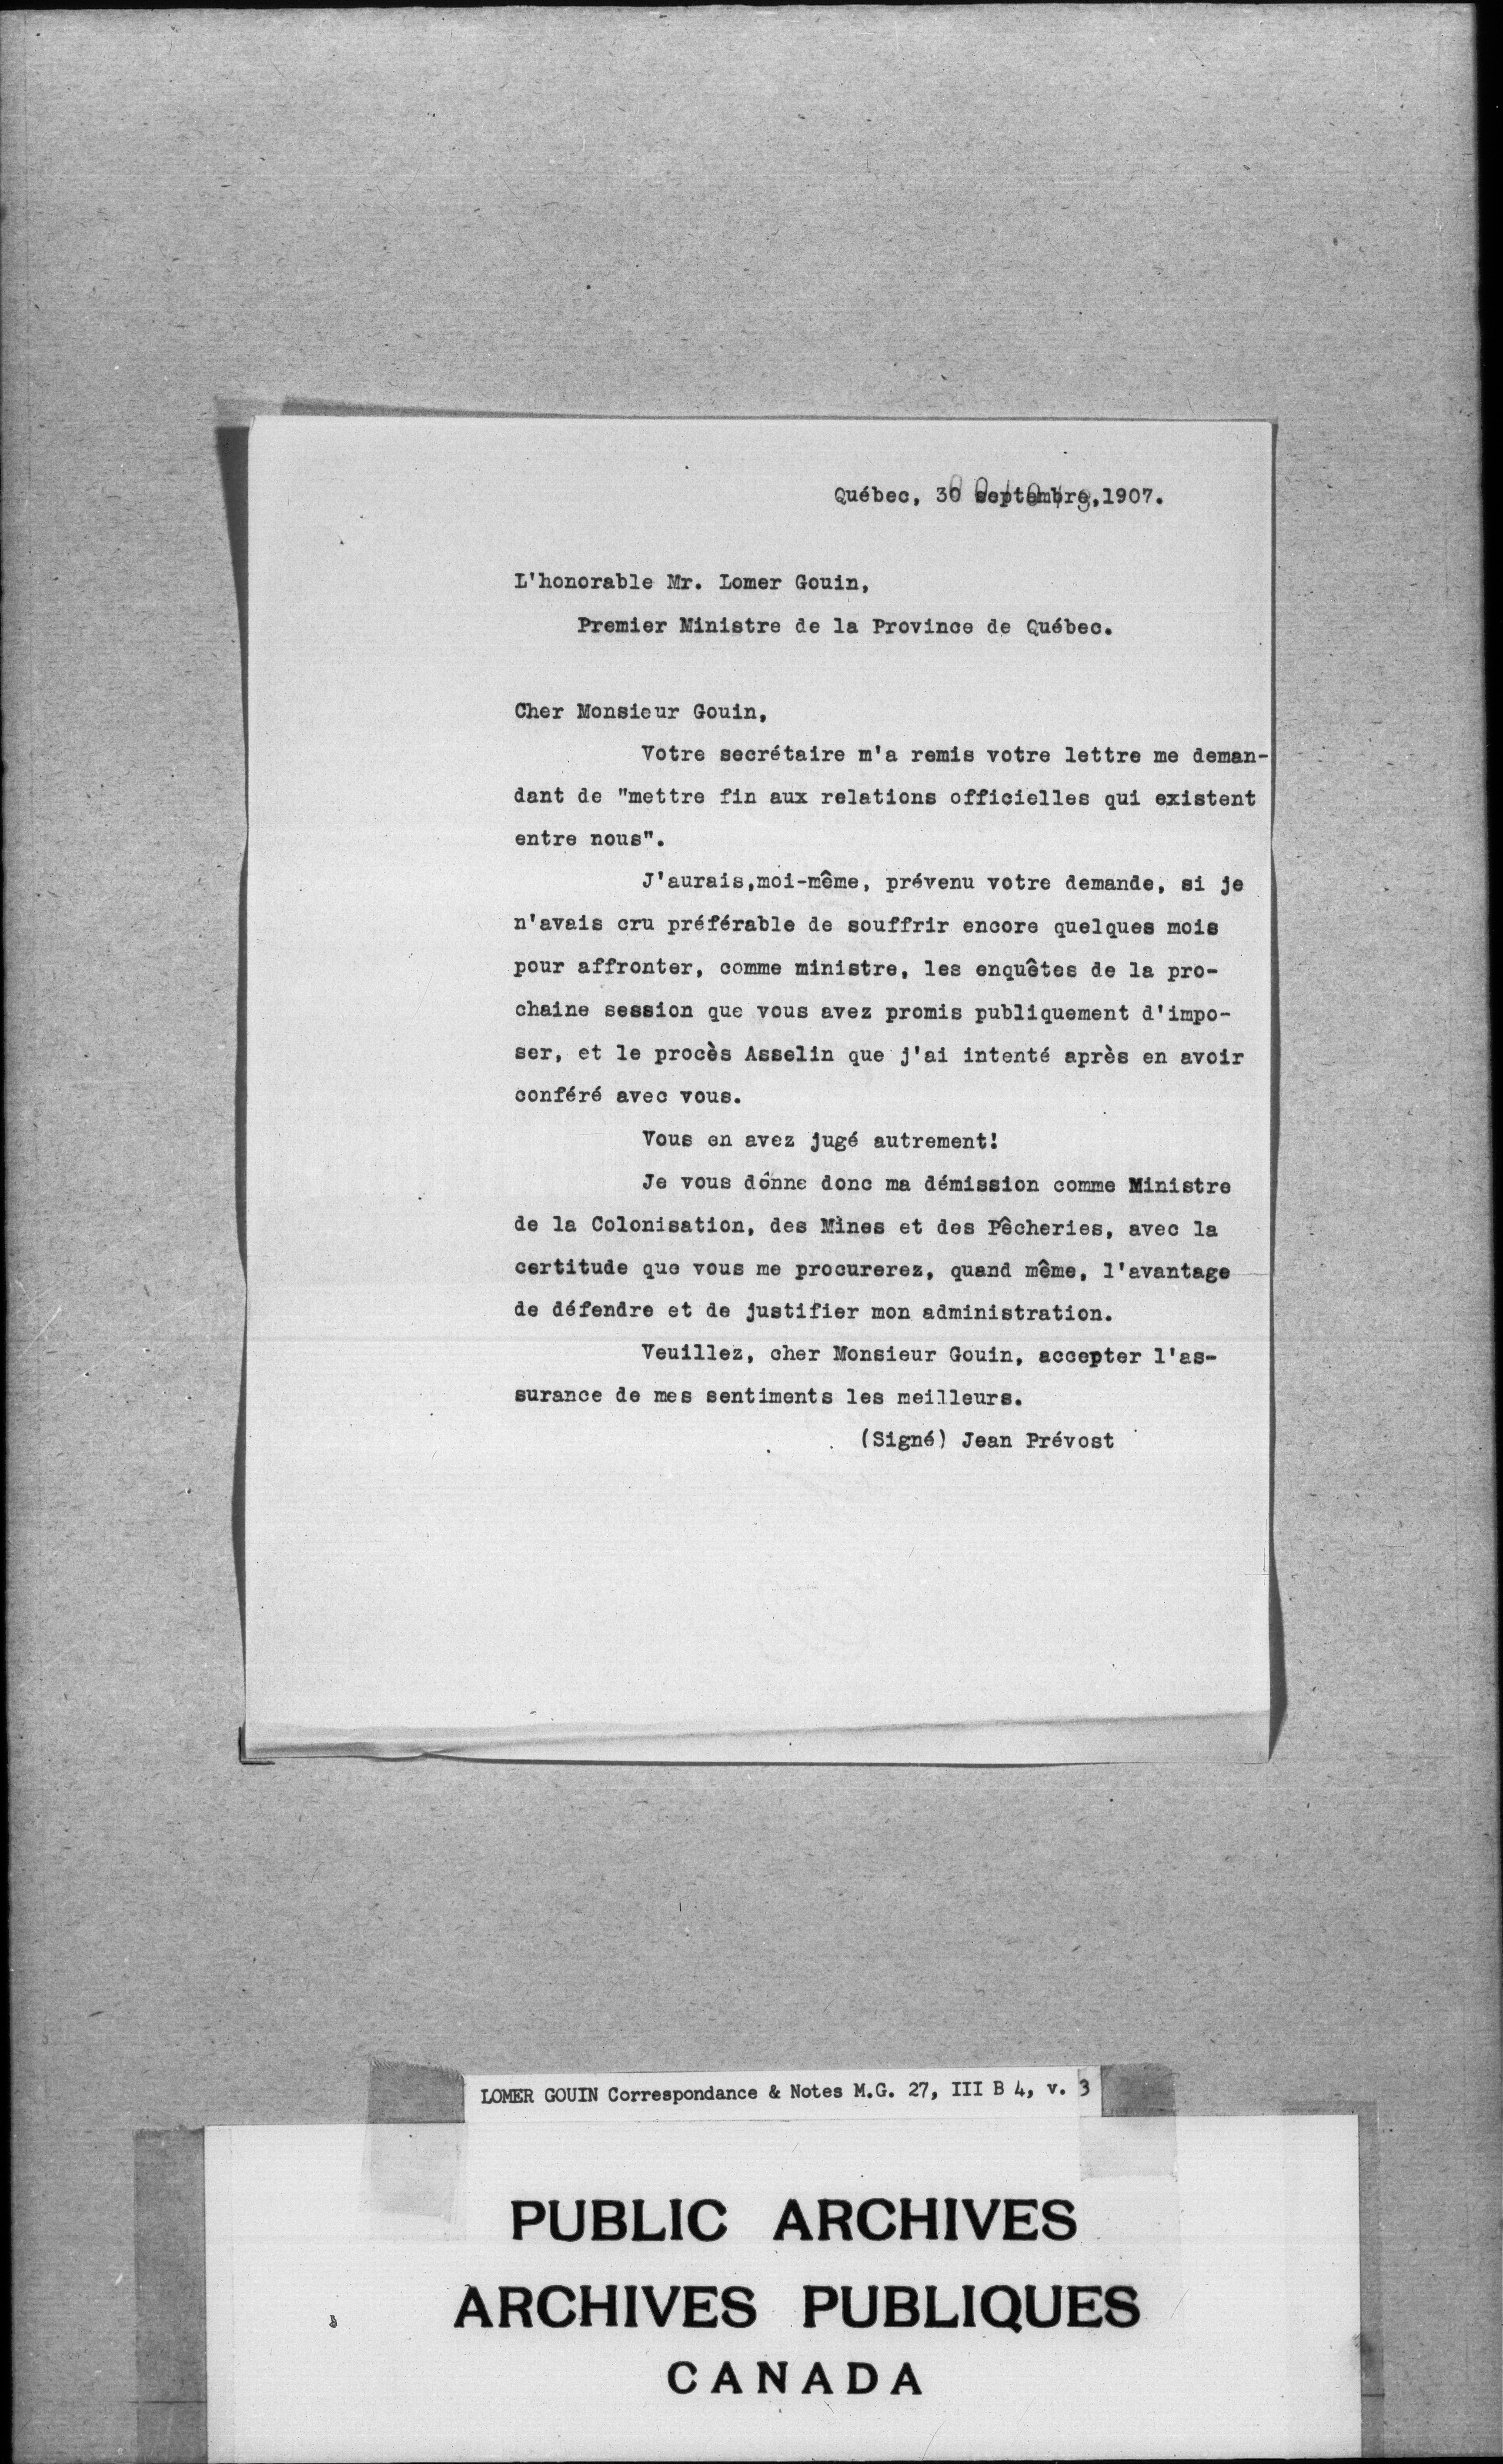 Québec, 30 septembre,1907.
L'honorable Mr. Lomer Gouin,
Premier Ministre de la Province de Québec.
Cher Monsieur Gouin,
Votre secrétaire m'a remis votre lettre me deman-
dant de "mettre fin aux relations officielles qui existent
entre nous".
J'aurais,moi-même, prévenu votre demande, si je
n'avais cru préférable de souffrir encore quelques mois
pour affronter, comme ministre, les enquêtes de la pro-
chaine session que vous avez promis publiquement d'impo-
ser, et le procès Asselin que j'ai intenté après en avoir
conféré avec vous.
Vous en avez jugé autrement!
Je vous donne donc ma démission comme Ministre
de la Colonisation, des Mines et des Pêcheries, avec la
certitude que vous me procurerez, quand même, l'avantage
de défendre et de justifier mon administration.
Veuillez, cher Monsieur Gouin, accepter l'as-
surance de mes sentiments les meilleurs.
(Signé) Jean Prévost
LOMER GOUIN Correspondance & Notes M.G. 27, III B 4, v. 3
PUBLIC ARCHIVES
ARCHIVES PUBLIQUES
CANADA